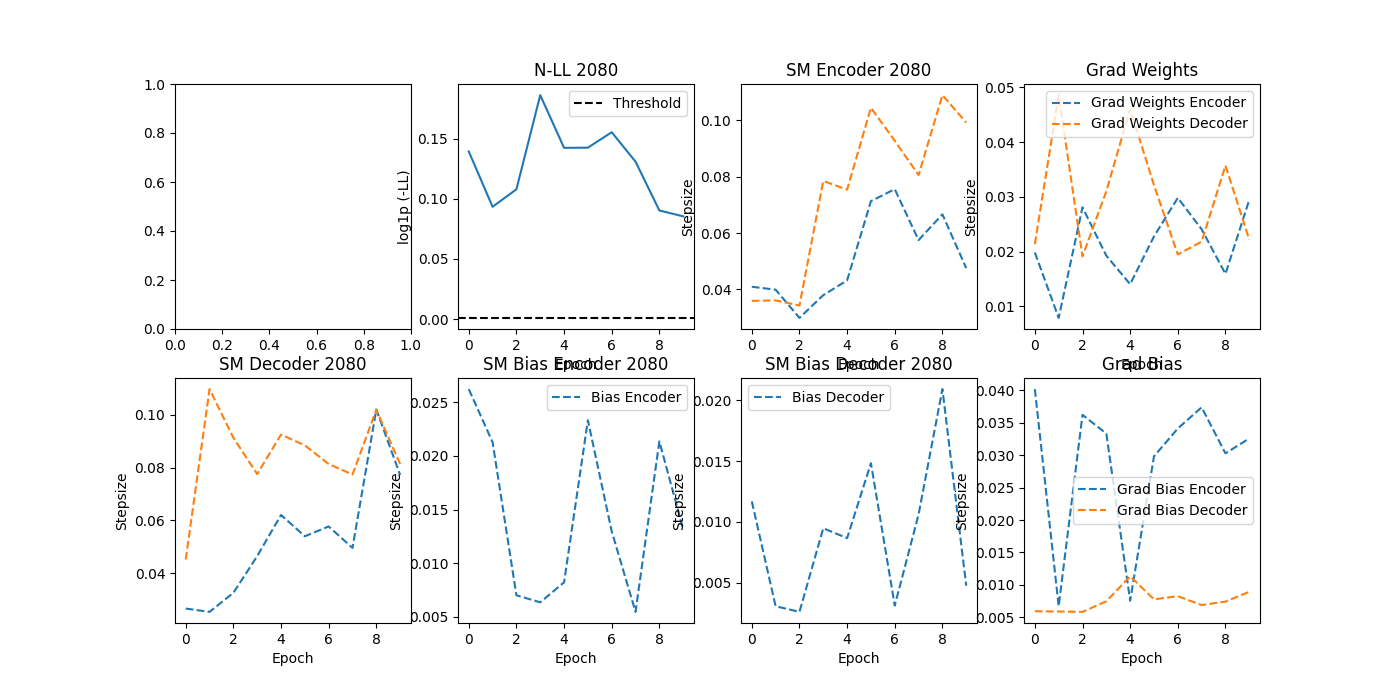 N-LL 2080
SM Encoder 2080
Grad Weights
1.0
0.8
0.6
0.4
0.2
0.0
0.0 0.2 0.4 0.6 0.8 1.0
log1p (-LL)
0.15
0.10
0.05
0.00
Threshold
0 2 4 6 8
Epoch
Stepsize
0.10
0.08
0.06
0.04
0 2 4 6 8
Epoch
Stepsize
0.05
0.04
0.03
0.02
0.01
Grad Weights Encoder
Grad Weights Decoder
0 2 4 6 8
Epoch
SM Decoder 2080
SM Bias Encoder 2080
SM Bias Decoder 2080
Grad Bias
Stepsize
0.10
0.08
0.06
0.04
0 2 4 6 8
Epoch
Stepsize
0.025
0.020
0.015
0.010
0.005
Bias Encoder
0 2 4 6 8
Epoch
Stepsize
0.020
0.015
0.010
0.005
Bias Decoder
0 2 4 6 8
Epoch
Stepsize
0.040
0.035
0.030
0.025
0.020
0.015
0.010
0.005
Grad Bias Encoder
Grad Bias Decoder
0 2 4 6 8
Epoch